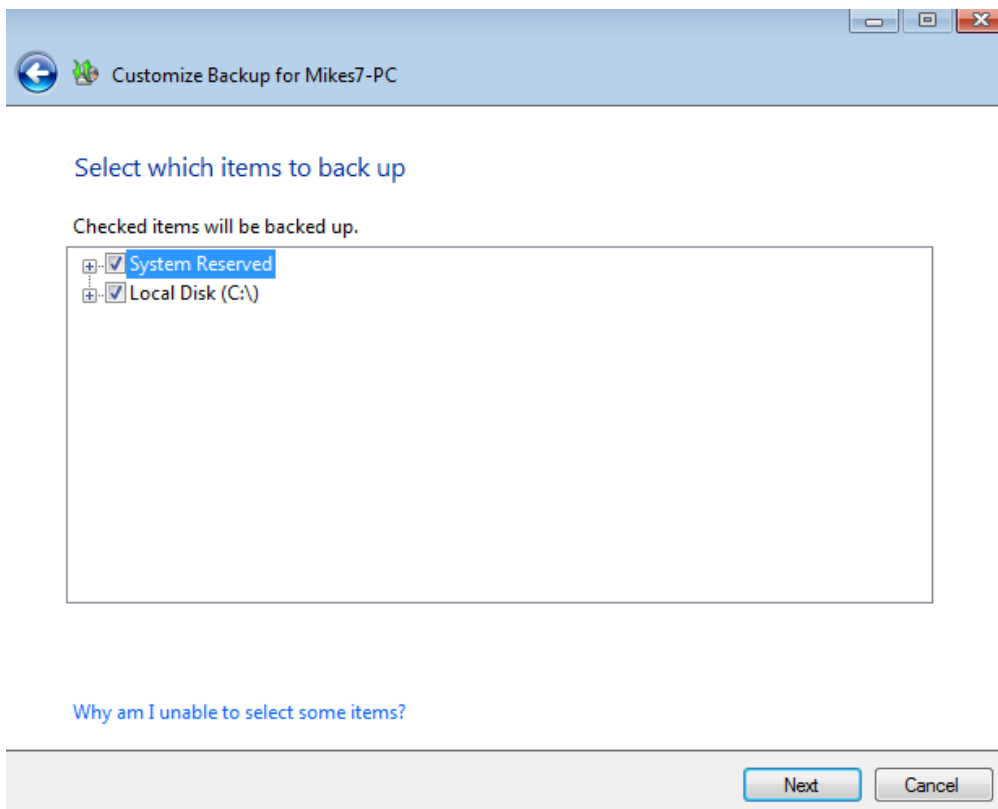 Customize Backup for Mikes7-PC
Select which items to back up
Checked items will be backed up.
System Reserved
Local Disk (C:\)
Why am I unable to select some items?
Next Cancel